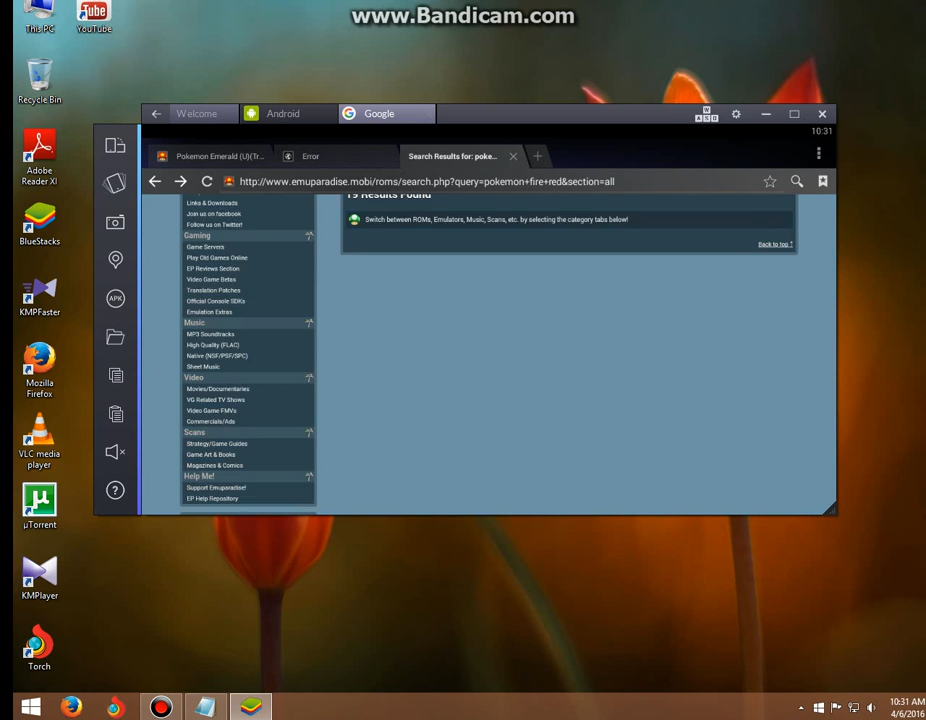 www.Bandicam.com
This PC
You
Tube
YouTube
Recycle Bin
Adobe
Reader XI
BlueStacks
KMPFaster
Mozilla
Firefox
VLC media
player
µTorrent
KMPlayer
Torch
Welcome
Android
Google
W
A S D
10:31
Pokemon Emerald (U)(Tr...
Error
Search Results for: poke...
http://www.emuparadise.mobi/roms/search.php?query=pokemon+fire+red&section=all
APK
Links & Downloads
Join us on facebook
Follow us on Twitter!
Gaming
Game Servers
Play Old Games Online
EP Reviews Section
Video Game Betas
Translation Patches
Official Console SDKs
Emulation Extras
Music
MP3 Soundtracks
High Quality (FLAC)
Native (NSF/PSF/SPC)
Sheet Music
Video
Movies/Documentaries
VG Related TV Shows
Video Game FMVs
Commercials/Ads
Scans
Strategy/Game Guides
Game Art & Books
Magazines & Comics
Help Me!
Support Emuparadise!
EP Help Repository
19 Results Found
Switch between ROMs, Emulators, Music, Scans, etc. by selecting the category tabs below!
Back to top ↑
10:31 AM
4/6/2016